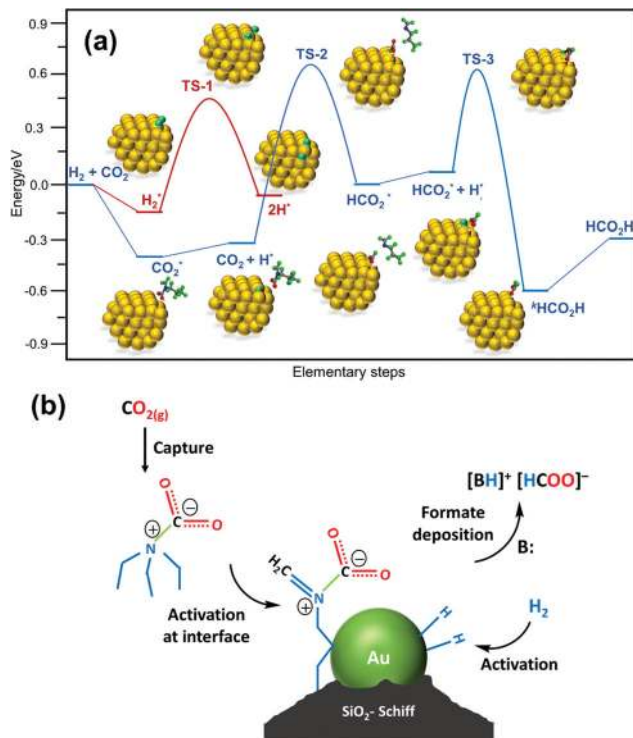 (a)
0.9
0.6
0.3
0.0
-0.3
-0.6
-0.9
Energy/eV
TS-1
TS-2
TS-3
H₂ + CO₂
H₂*
2H*
CO₂*
CO₂ + H*
HCO₂*
HCO₂* + H*
*HCO₂H
HCO₂H
Elementary steps
(b)
CO₂(g)
Capture
O
C
−
O
+
N
Activation
at interface
O
H₂C
C
−
O
N
+
H
H
Au
SiO₂- Schiff
H₂
Activation
[BH]⁺ [HCOO]⁻
Formate
deposition
B: